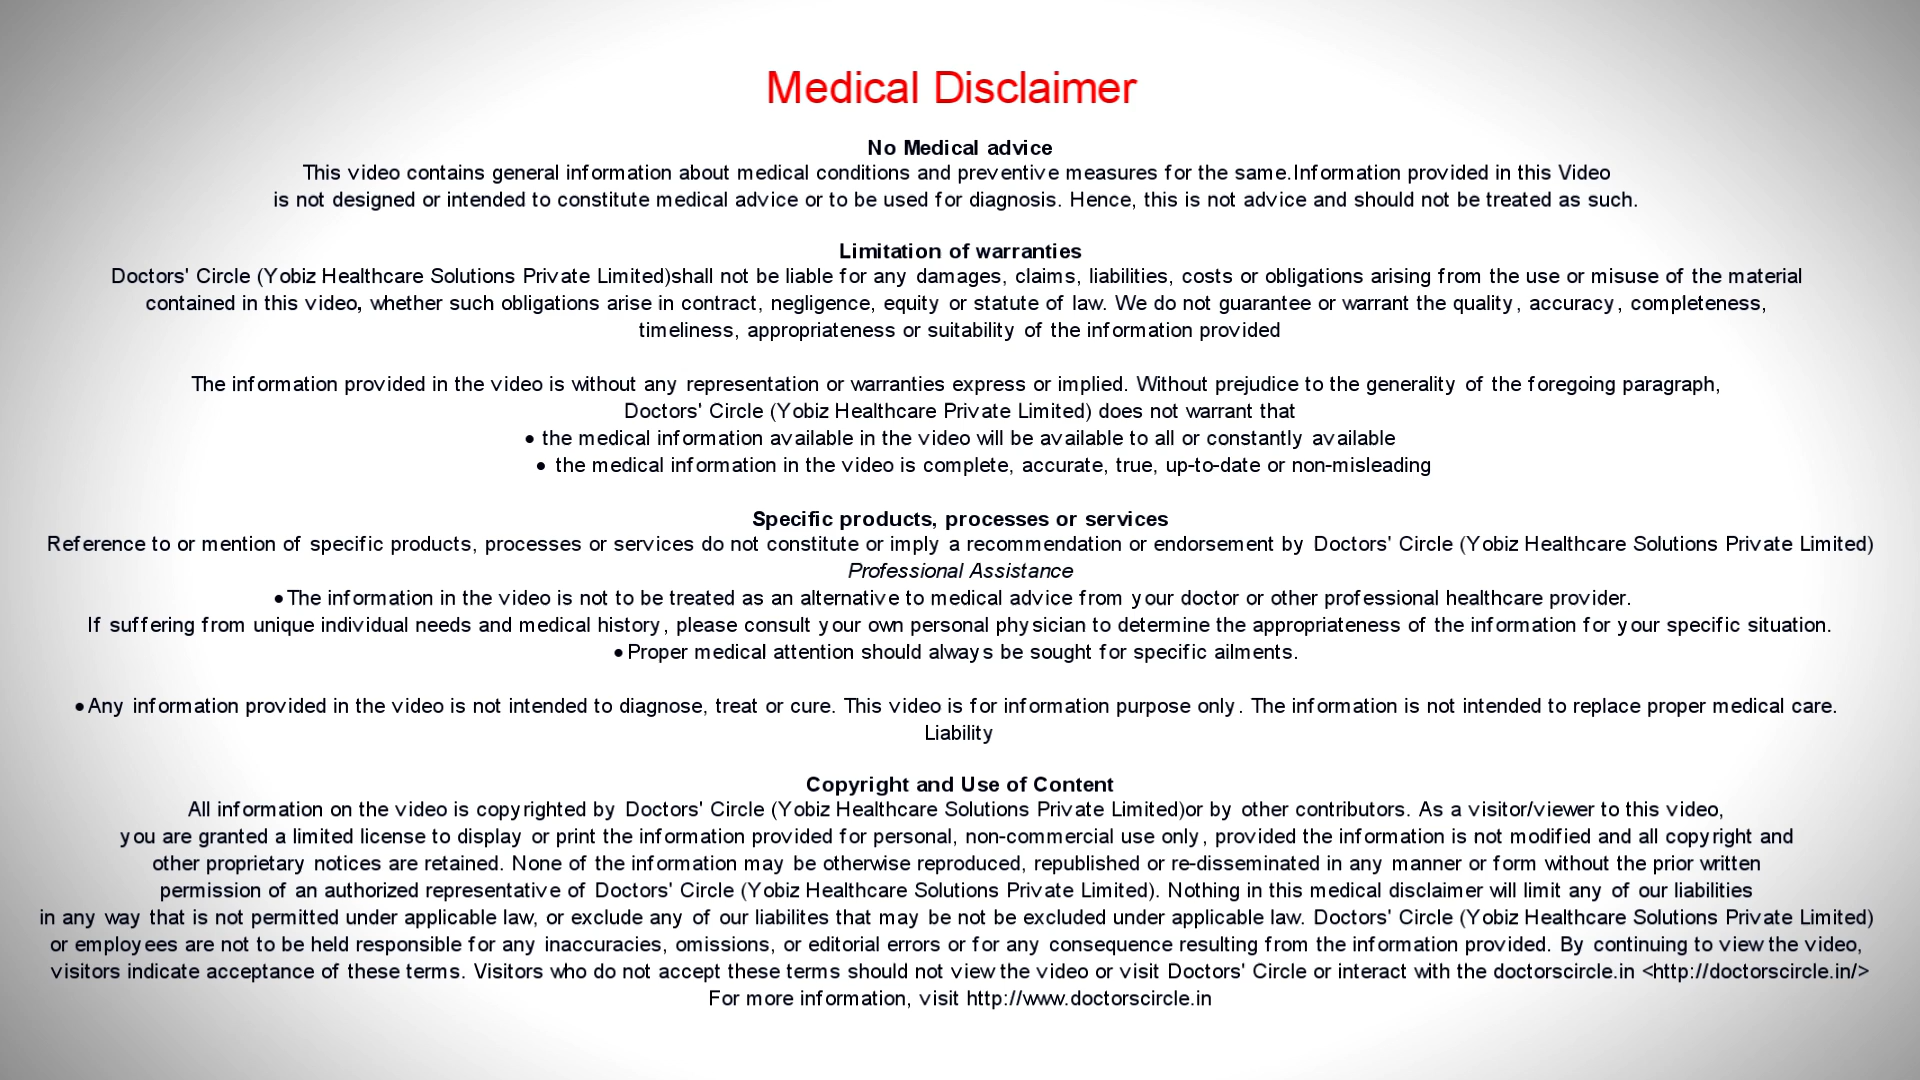 Medical Disclaimer
No Medical advice
This video contains general information about medical conditions and preventive measures for the same.Information provided in this Video
is not designed or intended to constitute medical advice or to be used for diagnosis. Hence, this is not advice and should not be treated as such.
Limitation of warranties
Doctors' Circle (Yobiz Healthcare Solutions Private Limited)shall not be liable for any damages, claims, liabilities, costs or obligations arising from the use or misuse of the material
contained in this video, whether such obligations arise in contract, negligence, equity or statute of law. We do not guarantee or warrant the quality, accuracy, completeness,
timeliness, appropriateness or suitability of the information provided
The information provided in the video is without any representation or warranties express or implied. Without prejudice to the generality of the foregoing paragraph,
Doctors' Circle (Yobiz Healthcare Private Limited) does not warrant that
• the medical information available in the video will be available to all or constantly available
• the medical information in the video is complete, accurate, true, up-to-date or non-misleading
Specific products, processes or services
Reference to or mention of specific products, processes or services do not constitute or imply a recommendation or endorsement by Doctors' Circle (Yobiz Healthcare Solutions Private Limited)
Professional Assistance
•The information in the video is not to be treated as an alternative to medical advice from your doctor or other professional healthcare provider.
If suffering from unique individual needs and medical history, please consult your own personal physician to determine the appropriateness of the information for your specific situation.
•Proper medical attention should always be sought for specific ailments.
•Any information provided in the video is not intended to diagnose, treat or cure. This video is for information purpose only. The information is not intended to replace proper medical care.
Liability
Copyright and Use of Content
All information on the video is copyrighted by Doctors' Circle (Yobiz Healthcare Solutions Private Limited)or by other contributors. As a visitor/viewer to this video,
you are granted a limited license to display or print the information provided for personal, non-commercial use only, provided the information is not modified and all copyright and
other proprietary notices are retained. None of the information may be otherwise reproduced, republished or re-disseminated in any manner or form without the prior written
permission of an authorized representative of Doctors' Circle (Yobiz Healthcare Solutions Private Limited). Nothing in this medical disclaimer will limit any of our liabilities
in any way that is not permitted under applicable law, or exclude any of our liabilites that may be not be excluded under applicable law. Doctors' Circle (Yobiz Healthcare Solutions Private Limited)
or employees are not to be held responsible for any inaccuracies, omissions, or editorial errors or for any consequence resulting from the information provided. By continuing to view the video,
visitors indicate acceptance of these terms. Visitors who do not accept these terms should not view the video or visit Doctors' Circle or interact with the doctorscircle.in <http://doctorscircle.in/>
For more information, visit http://www.doctorscircle.in